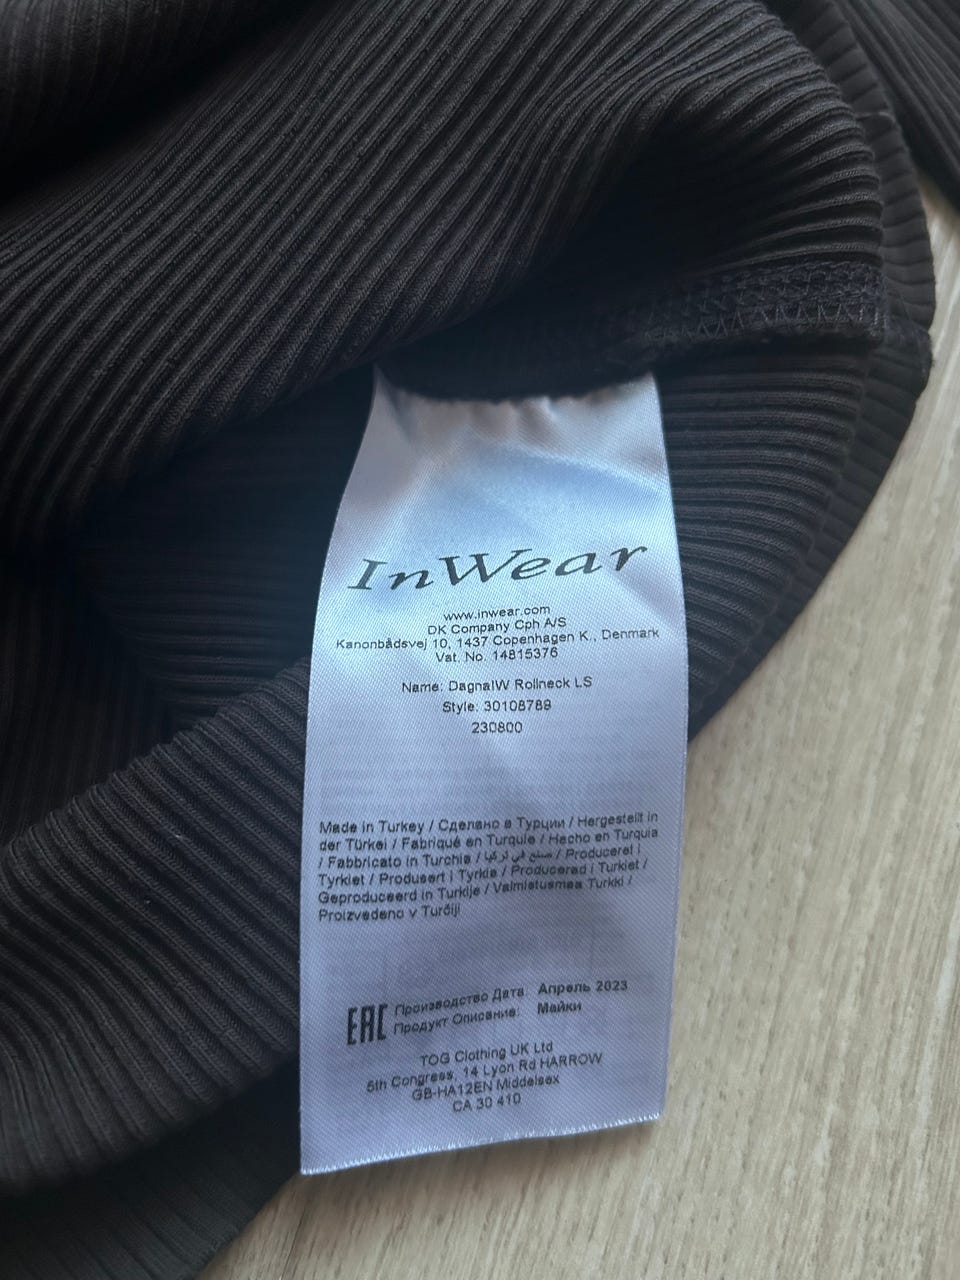 InWear
www.inwear.com
DK Company Cph A/S
Kanonbådsvej 10, 1437 Copenhagen K., Denmark
Vat. No. 14815376
Name: DagnaIW Rollneck LS
Style: 30108789
230800
Made in Turkey / Сделано в Турции / Hergestellt in
der Türkei / Fabriqué en Turquie / Hecho en Turquia
/ Fabbricato in Turchia / صنع في تركيا / Produceret i
Tyrkiet / Produsert i Tyrkia / Producerad i Turkiet /
Geproduceerd in Turkije / Valmistusmaa Turkki /
Proizvedeno v Turčiji
EAC Производство Дата: Апрель 2023
Продукт Описание: Майки
TOG Clothing UK Ltd
5th Congress, 14 Lyon Rd HARROW
GB-HA12EN Middelsex
CA 30 410